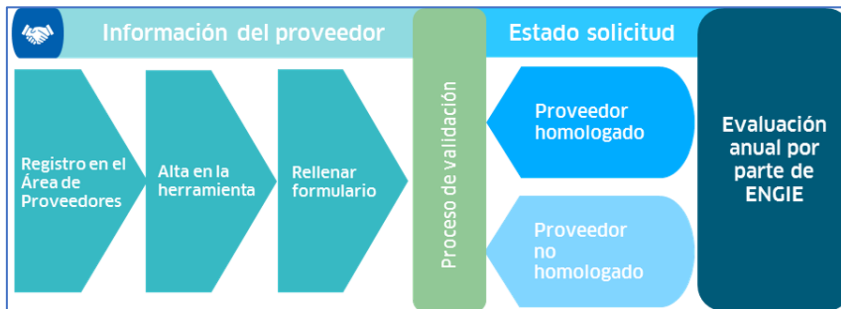 Información del proveedor
Estado solicitud
Registro en el
Área de
Proveedores
Alta en la
herramienta
Rellenar
formulario
Proceso de validación
Proveedor
homologado
Proveedor
no
homologado
Evaluación
anual por
parte de
ENGIE